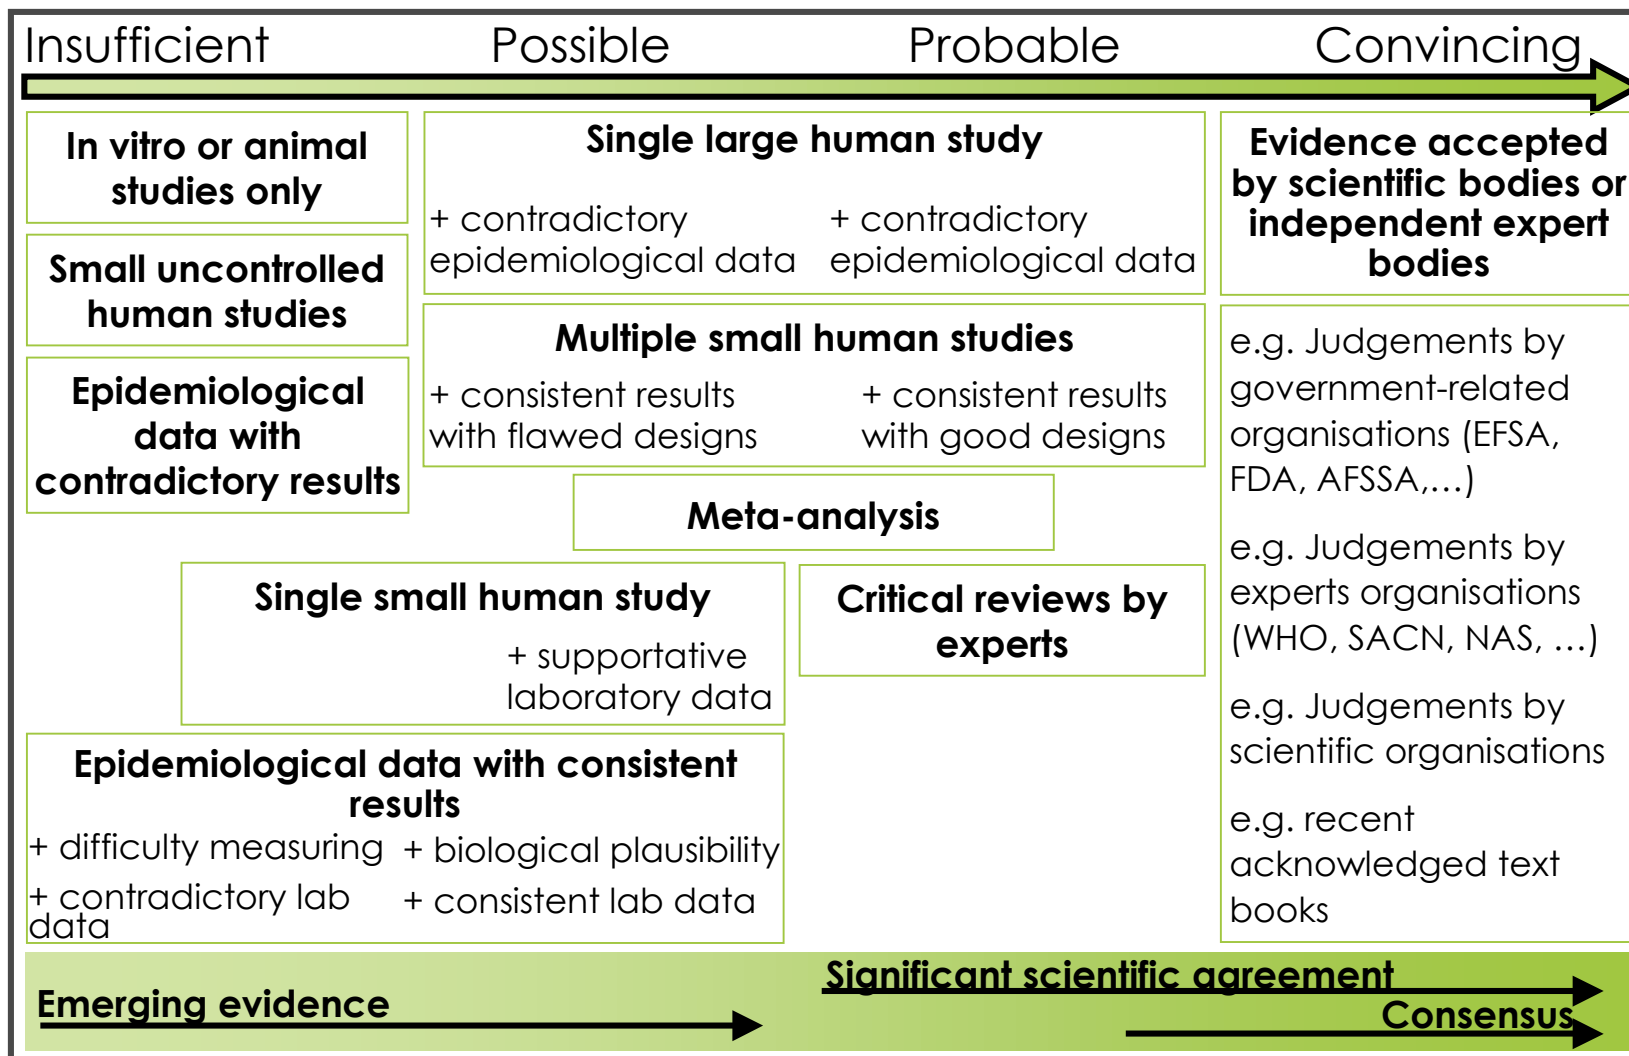 Insufficient
Possible
Probable
Convincing
In vitro or animal
studies only
Small uncontrolled
human studies
Epidemiological
data with
contradictory results
Single large human study
+ contradictory
epidemiological data
+ contradictory
epidemiological data
Multiple small human studies
+ consistent results
with flawed designs
+ consistent results
with good designs
Meta-analysis
Single small human study
+ supportative
laboratory data
Critical reviews by
experts
Epidemiological data with consistent
results
+ difficulty measuring
+ contradictory lab
data
+ biological plausibility
+ consistent lab data
Evidence accepted
by scientific bodies or
independent expert
bodies
e.g. Judgements by
government-related
organisations (EFSA,
FDA, AFSSA,…)
e.g. Judgements by
experts organisations
(WHO, SACN, NAS, …)
e.g. Judgements by
scientific organisations
e.g. recent
acknowledged text
books
Emerging evidence
Significant scientific agreement
Consensus